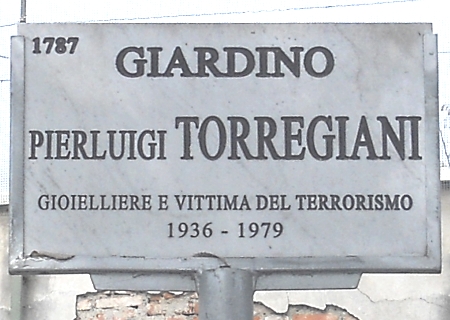 1787
GIARDINO
PIERLUIGI TORREGIANI
GIOIELLIERE E VITTIMA DEL TERRORISMO
1936 - 1979